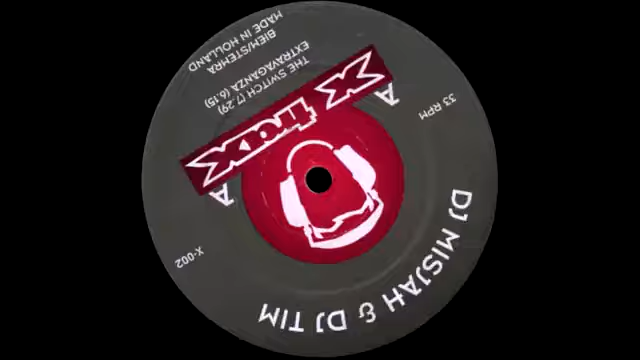 DJ MISJAH & DJ TIM
X-002
33 RPM
A
A
X trax X
THE SWITCH (7.29)
EXTRAVAGANZA (6.15)
BIEM/STEMRA
MADE IN HOLLAND